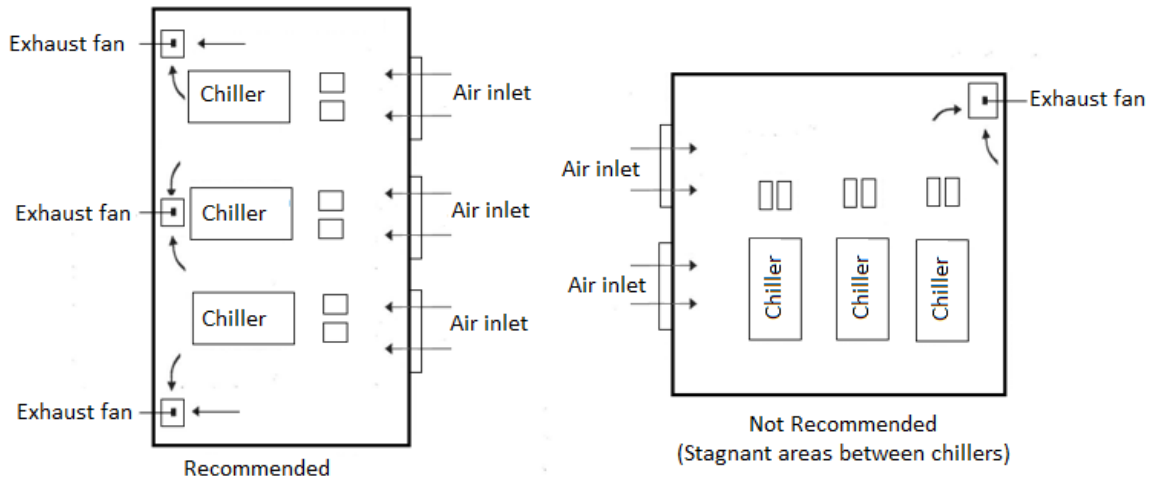 Exhaust fan
Chiller
Air inlet
Exhaust fan
Chiller
Air inlet
Chiller
Air inlet
Exhaust fan
Recommended
Exhaust fan
Air inlet
Air inlet
Chiller
Chiller
Chiller
Not Recommended
(Stagnant areas between chillers)